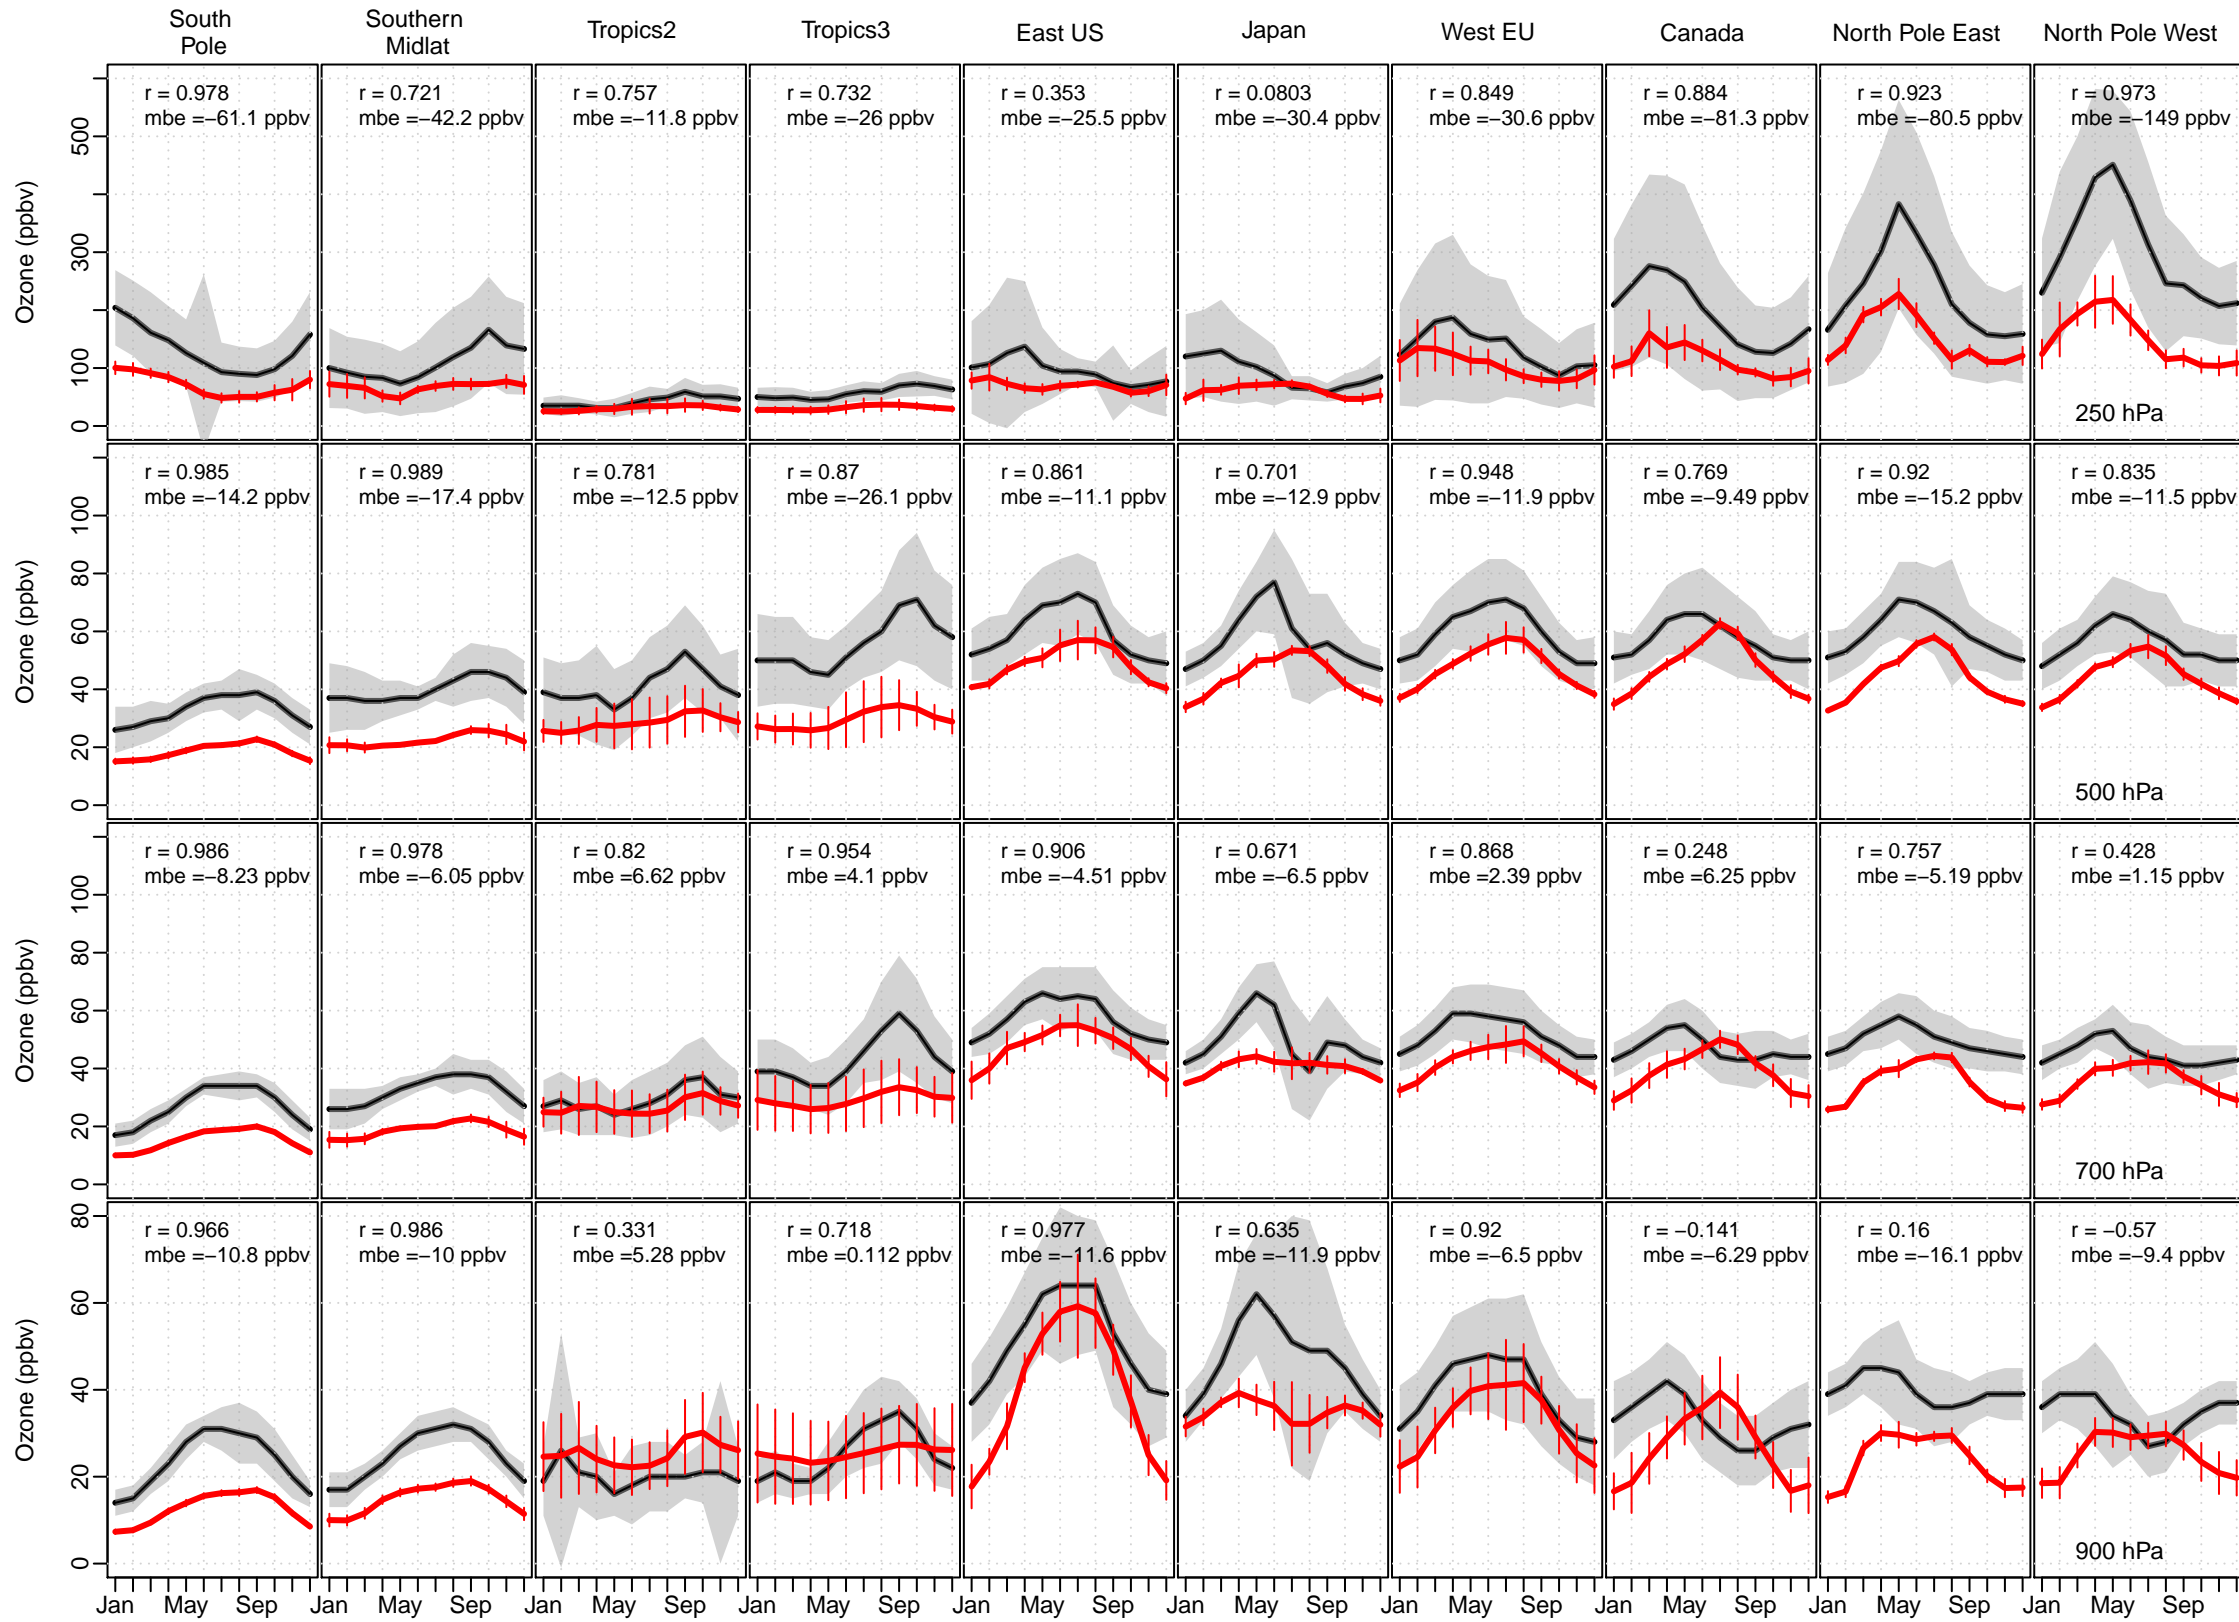 South
Pole
Southern
Midlat
Tropics2
Tropics3
East US
Japan
West EU
Canada
North Pole East
North Pole West
Ozone (ppbv)
0
100
300
500
r = 0.978
mbe =−61.1 ppbv
r = 0.721
mbe =−42.2 ppbv
r = 0.757
mbe =−11.8 ppbv
r = 0.732
mbe =−26 ppbv
r = 0.353
mbe =−25.5 ppbv
r = 0.0803
mbe =−30.4 ppbv
r = 0.849
mbe =−30.6 ppbv
r = 0.884
mbe =−81.3 ppbv
r = 0.923
mbe =−80.5 ppbv
r = 0.973
mbe =−149 ppbv
250 hPa
Ozone (ppbv)
0
20
40
60
80
100
r = 0.985
mbe =−14.2 ppbv
r = 0.989
mbe =−17.4 ppbv
r = 0.781
mbe =−12.5 ppbv
r = 0.87
mbe =−26.1 ppbv
r = 0.861
mbe =−11.1 ppbv
r = 0.701
mbe =−12.9 ppbv
r = 0.948
mbe =−11.9 ppbv
r = 0.769
mbe =−9.49 ppbv
r = 0.92
mbe =−15.2 ppbv
r = 0.835
mbe =−11.5 ppbv
500 hPa
Ozone (ppbv)
0
20
40
60
80
100
r = 0.986
mbe =−8.23 ppbv
r = 0.978
mbe =−6.05 ppbv
r = 0.82
mbe =6.62 ppbv
r = 0.954
mbe =4.1 ppbv
r = 0.906
mbe =−4.51 ppbv
r = 0.671
mbe =−6.5 ppbv
r = 0.868
mbe =2.39 ppbv
r = 0.248
mbe =6.25 ppbv
r = 0.757
mbe =−5.19 ppbv
r = 0.428
mbe =1.15 ppbv
700 hPa
Ozone (ppbv)
0
20
40
60
80
r = 0.966
mbe =−10.8 ppbv
r = 0.986
mbe =−10 ppbv
r = 0.331
mbe =5.28 ppbv
r = 0.718
mbe =0.112 ppbv
r = 0.977
mbe =−11.6 ppbv
r = 0.635
mbe =−11.9 ppbv
r = 0.92
mbe =−6.5 ppbv
r = −0.141
mbe =−6.29 ppbv
r = 0.16
mbe =−16.1 ppbv
r = −0.57
mbe =−9.4 ppbv
900 hPa
Jan May Sep Jan May Sep Jan May Sep Jan May Sep Jan May Sep Jan May Sep Jan May Sep Jan May Sep Jan May Sep Jan May Sep